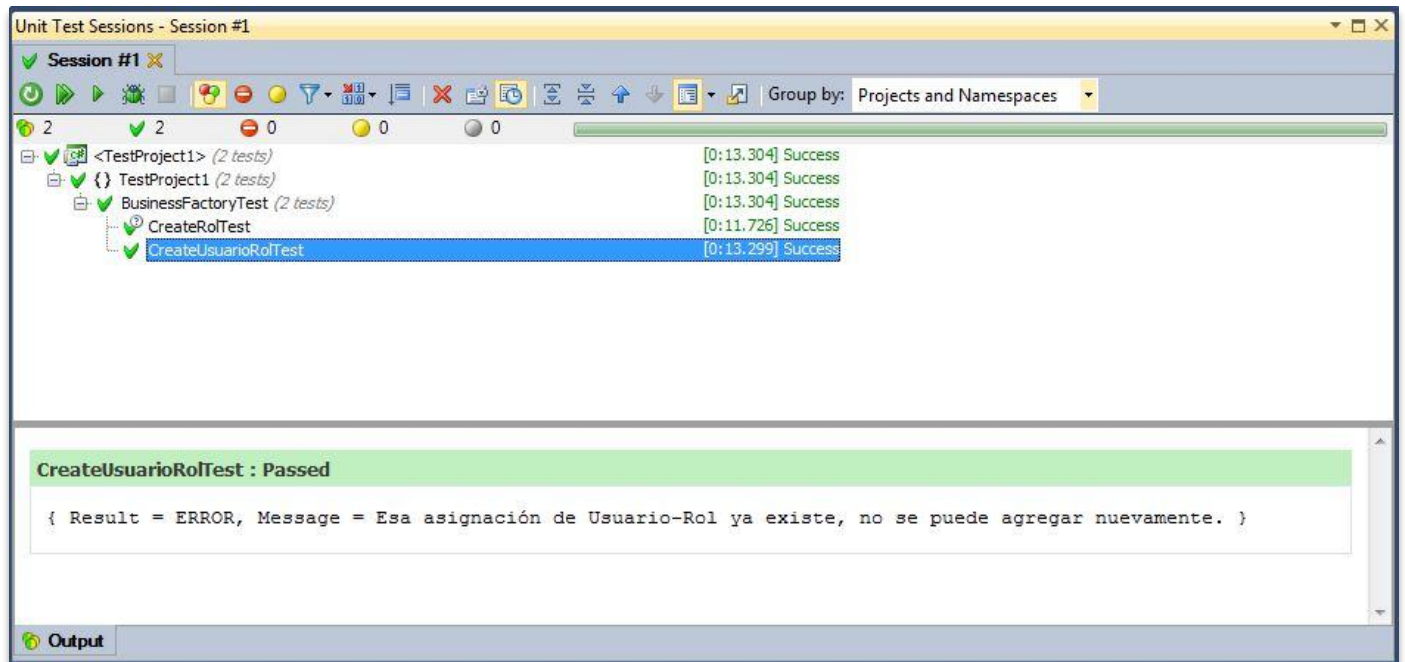 Unit Test Sessions - Session #1
Session #1
Group by: Projects and Namespaces
2 2 0 0 0
<TestProject1> (2 tests) [0:13.304] Success
{} TestProject1 (2 tests) [0:13.304] Success
BusinessFactoryTest (2 tests) [0:13.304] Success
CreateRolTest [0:11.726] Success
CreateUsuarioRolTest [0:13.299] Success
CreateUsuarioRolTest : Passed
{ Result = ERROR, Message = Esa asignación de Usuario-Rol ya existe, no se puede agregar nuevamente. }
Output